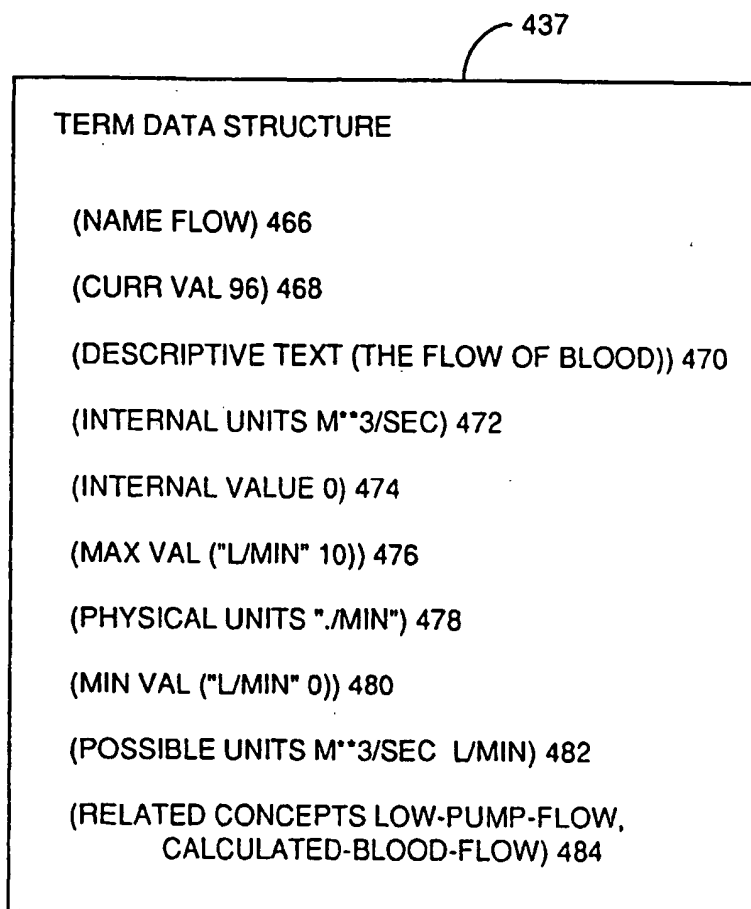 437
TERM DATA STRUCTURE
(NAME FLOW) 466
(CURR VAL 96) 468
(DESCRIPTIVE TEXT (THE FLOW OF BLOOD)) 470
(INTERNAL UNITS M**3/SEC) 472
(INTERNAL VALUE 0) 474
(MAX VAL ("L/MIN" 10)) 476
(PHYSICAL UNITS "./MIN") 478
(MIN VAL ("L/MIN" 0)) 480
(POSSIBLE UNITS M**3/SEC L/MIN) 482
(RELATED CONCEPTS LOW-PUMP-FLOW,
CALCULATED-BLOOD-FLOW) 484